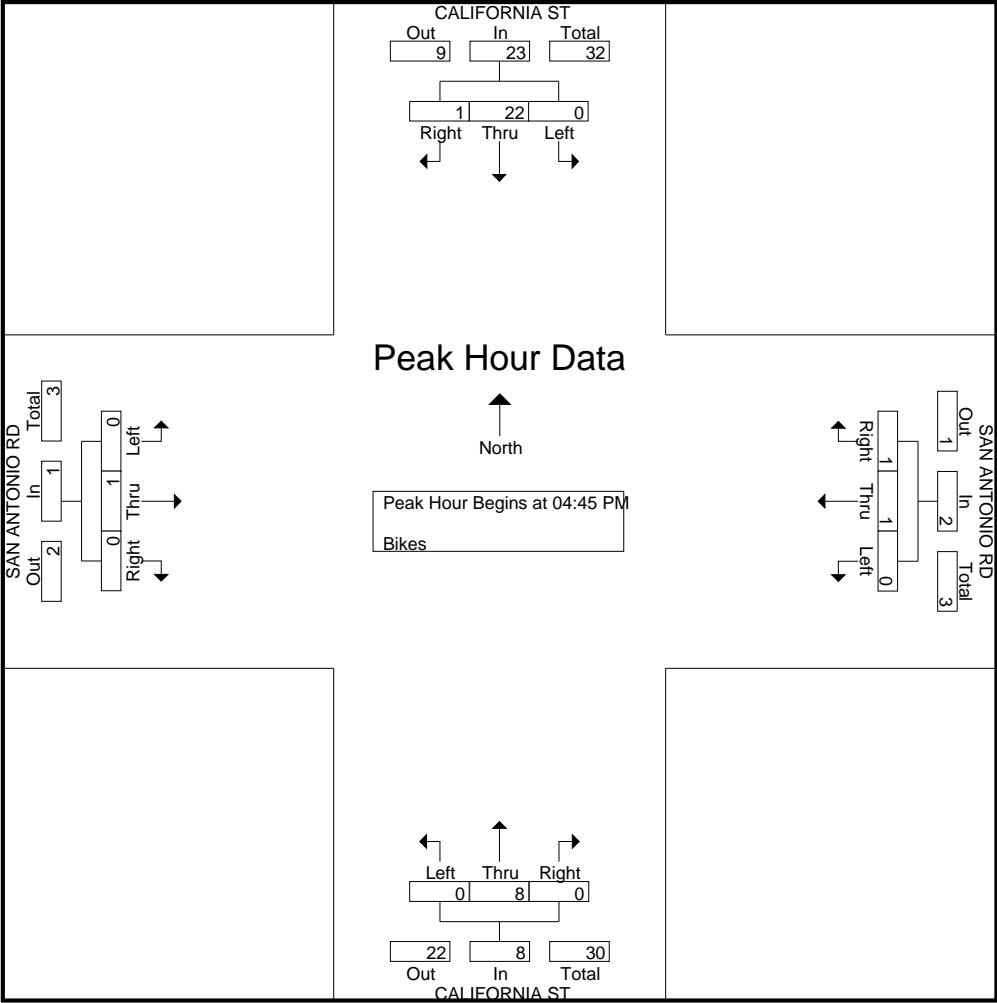 CALIFORNIA ST
Out In Total
9 23 32
1 22 0
Right Thru Left
Peak Hour Data
North
Peak Hour Begins at 04:45 PM
Bikes
SAN ANTONIO RD
Total In Out
3 1 2
0 1 0
Left Thru Right
SAN ANTONIO RD
Out In Total
1 2 3
1 1 0
Right Thru Left
Left Thru Right
0 8 0
22 8 30
Out In Total
CALIFORNIA ST